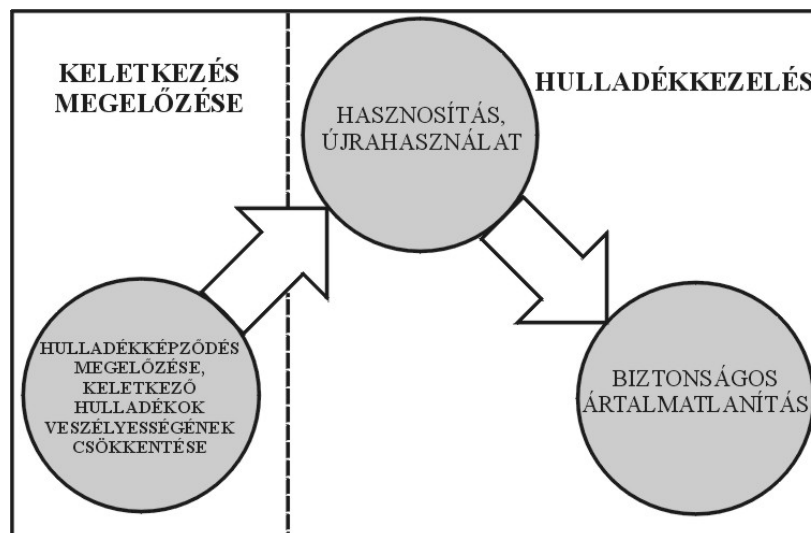 KELETKEZÉS
MEGELŐZÉSE
HULLADÉKKEZELÉS
HASZNOSÍTÁS,
ÚJRAHASZNÁLAT
HULLADÉKKÉPZŐDÉS
MEGELŐZÉSE,
KELETKEZŐ
HULLADÉKOK
VESZÉLYESSÉGÉNEK
CSÖKKENTÉSE
BIZTONSÁGOS
ÁRTALMATLANÍTÁS